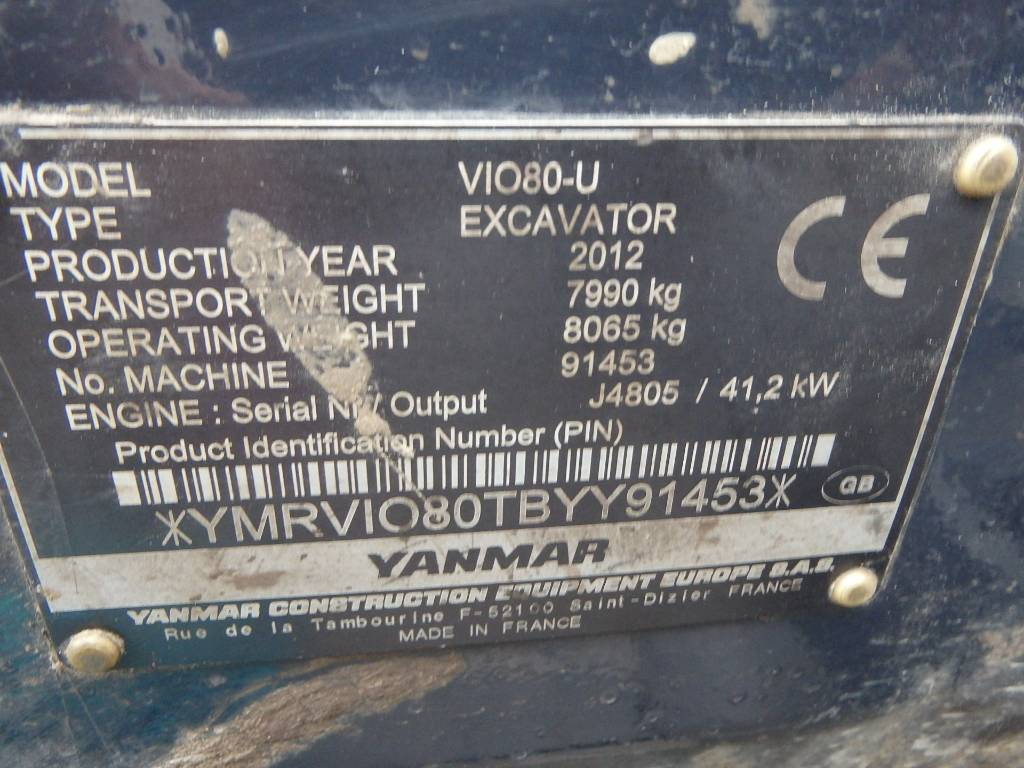 MODEL VIO80-U
TYPE EXCAVATOR
PRODUCTION YEAR 2012
TRANSPORT WEIGHT 7990 kg
OPERATING WEIGHT 8065 kg
No. MACHINE 91453
ENGINE : Serial Nr/ Output J4805 / 41,2 kW
CE
Product Identification Number (PIN)
*YMRVIO80TBYY91453*
GB
YANMAR
YANMAR CONSTRUCTION EQUIPMENT EUROPE S.A.S.
Rue de la Tambourine F-52100 Saint-Dizier FRANCE
MADE IN FRANCE